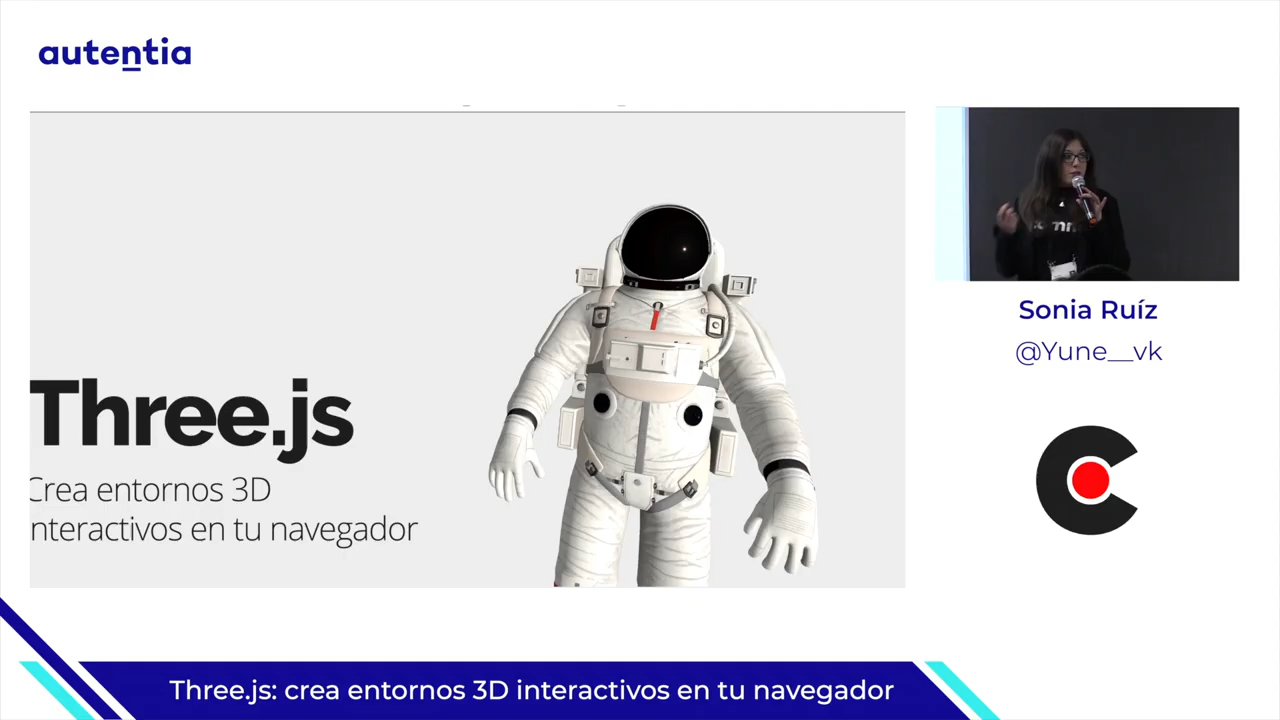 autentia
Three.js
Crea entornos 3D
nteractivos en tu navegador
Sonia Ruíz
@Yune__vk
Three.js: crea entornos 3D interactivos en tu navegador